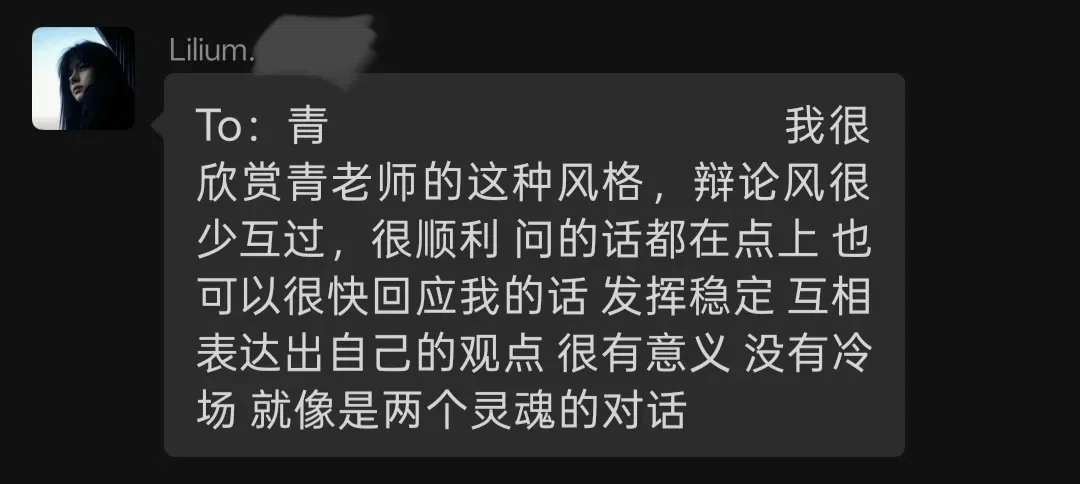 Lilium.
To：青 我很
欣赏青老师的这种风格，辩论风很
少互过，很顺利 问的话都在点上 也
可以很快回应我的话 发挥稳定 互相
表达出自己的观点 很有意义 没有冷
场 就像是两个灵魂的对话